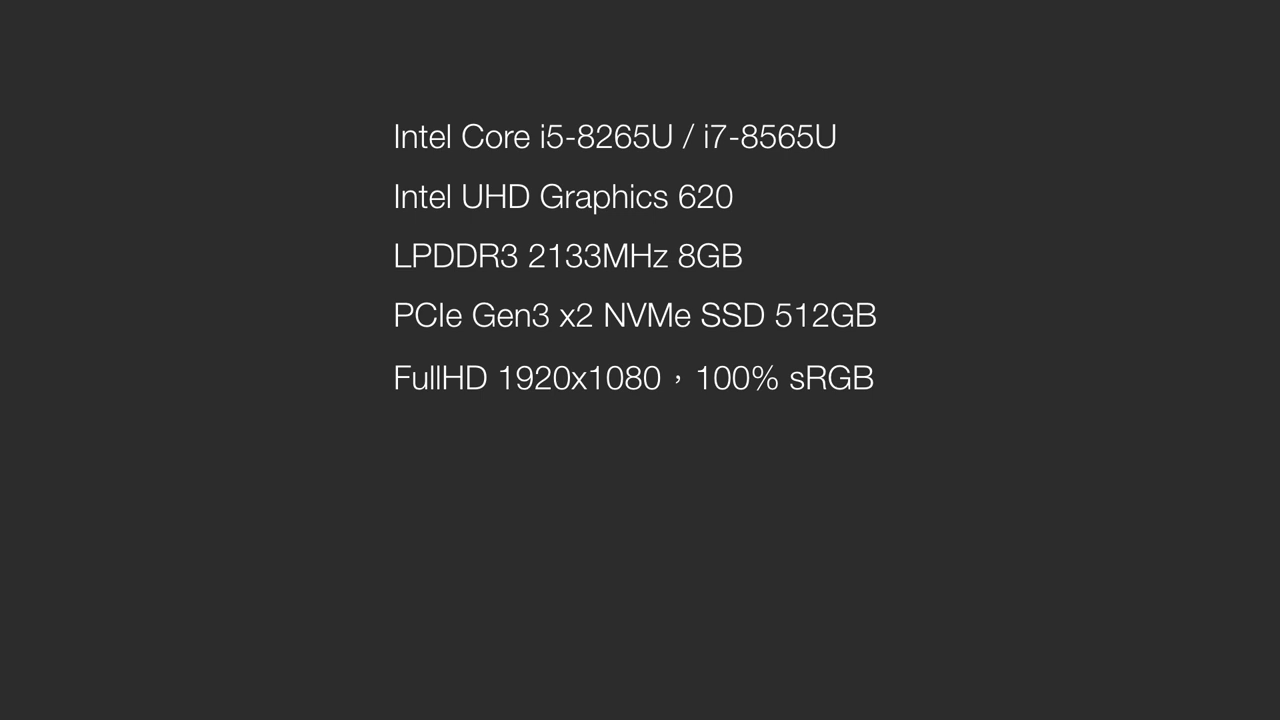 Intel Core i5-8265U / i7-8565U
Intel UHD Graphics 620
LPDDR3 2133MHz 8GB
PCIe Gen3 x2 NVMe SSD 512GB
FullHD 1920x1080，100% sRGB